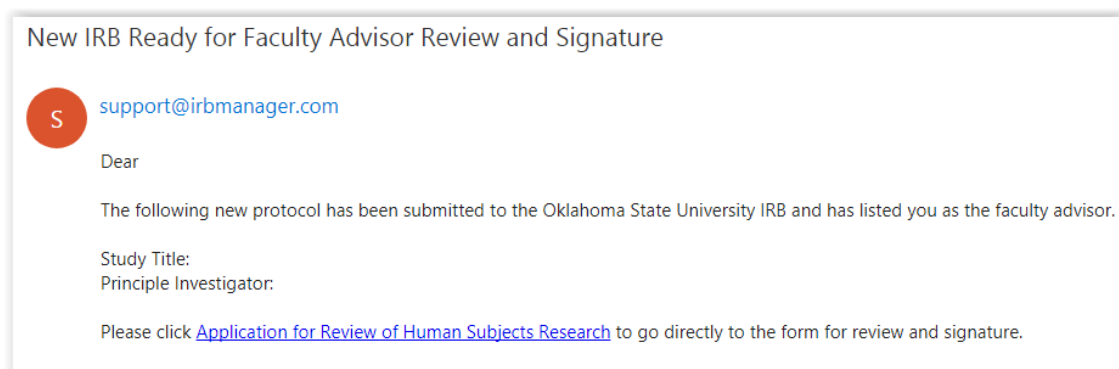 New IRB Ready for Faculty Advisor Review and Signature
S
support@irbmanager.com
Dear
The following new protocol has been submitted to the Oklahoma State University IRB and has listed you as the faculty advisor.
Study Title:
Principle Investigator:
Please click Application for Review of Human Subjects Research to go directly to the form for review and signature.